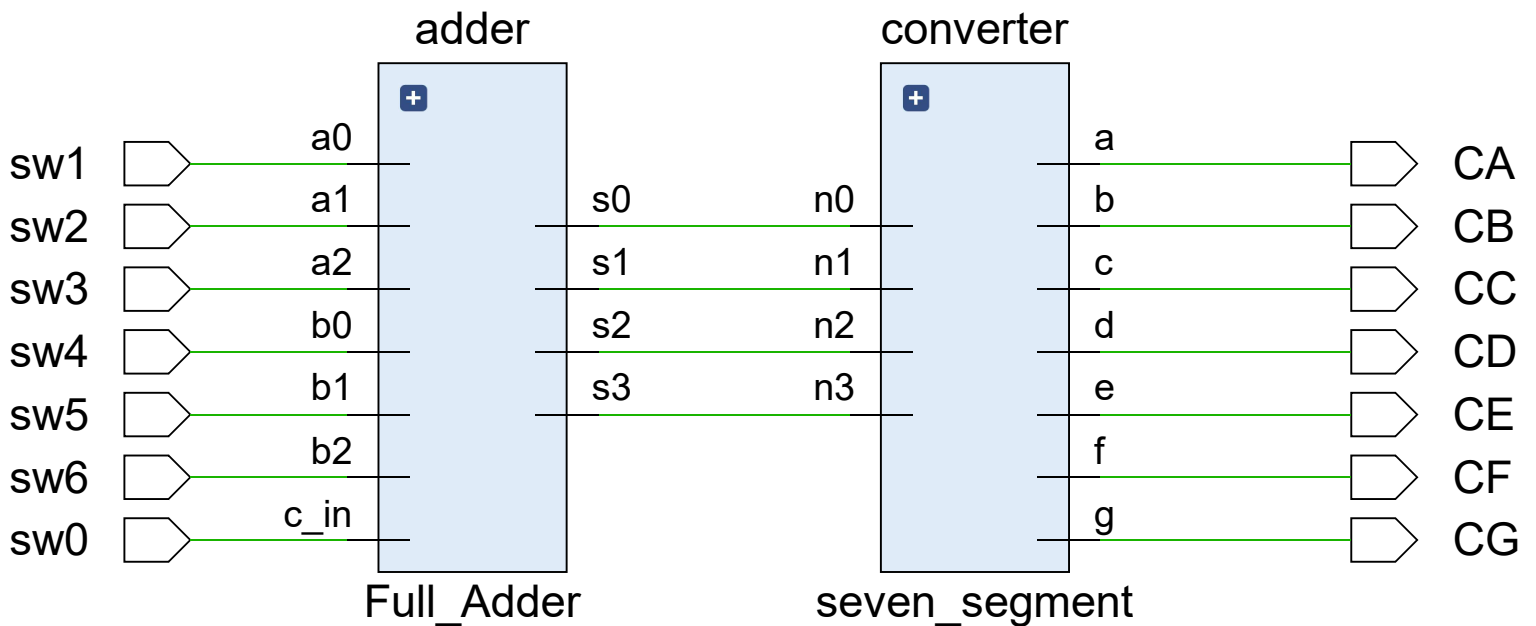 adder
converter
sw1
a0
a
CA
sw2
a1
s0
n0
b
CB
sw3
a2
s1
n1
c
CC
sw4
b0
s2
n2
d
CD
sw5
b1
s3
n3
e
CE
sw6
b2
f
CF
sw0
c_in
g
CG
Full_Adder
seven_segment